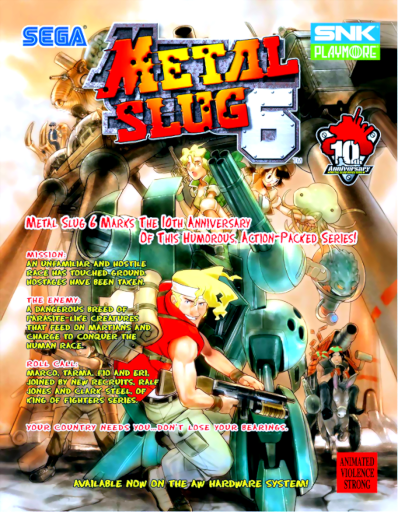 SEGA
SNK
PLAYMORE
METAL
SLUG
6
TM
10th
Anniversary
METAL SLUG 6 MARKS THE 10TH ANNIVERSARY
OF THIS HUMOROUS, ACTION-PACKED SERIES!
MISSION:
AN UNFAMILIAR AND HOSTILE
RACE HAS TOUCHED GROUND.
HOSTAGES HAVE BEEN TAKEN.
THE ENEMY:
A DANGEROUS BREED OF
PARASITE-LIKE CREATURES
THAT FEED ON MARTIANS AND
CHARGE TO CONQUER THE
HUMAN RACE.
ROLL CALL:
MARCO, TARMA, FIO AND ERI,
JOINED BY NEW RECRUITS, RALF
JONES AND CLARK STEEL, OF
KING OF FIGHTERS SERIES.
YOUR COUNTRY NEEDS YOU. DON'T LOSE YOUR BEARINGS.
ANIMATED
VIOLENCE
STRONG
AVAILABLE NOW ON THE AW HARDWARE SYSTEM!